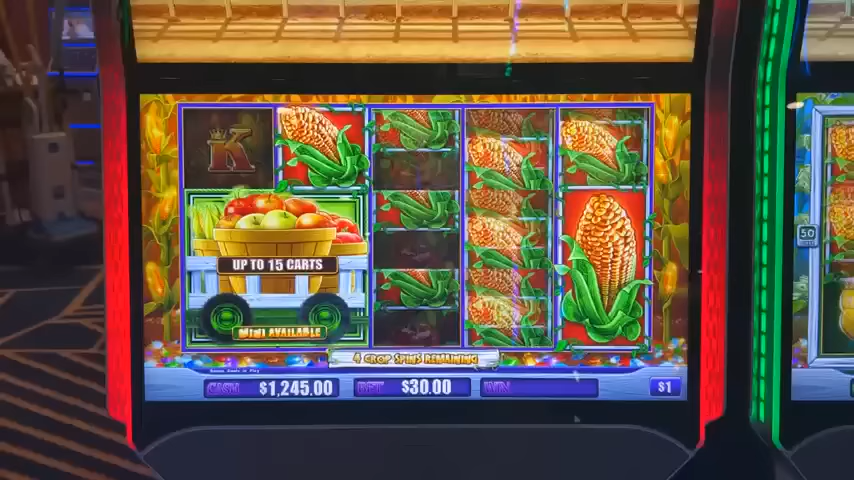 K
UP TO 15 CARTS
MINI AVAILABLE
4 CROP SPINS REMAINING
CASH $1,245.00 BET $30.00 WIN $1
50